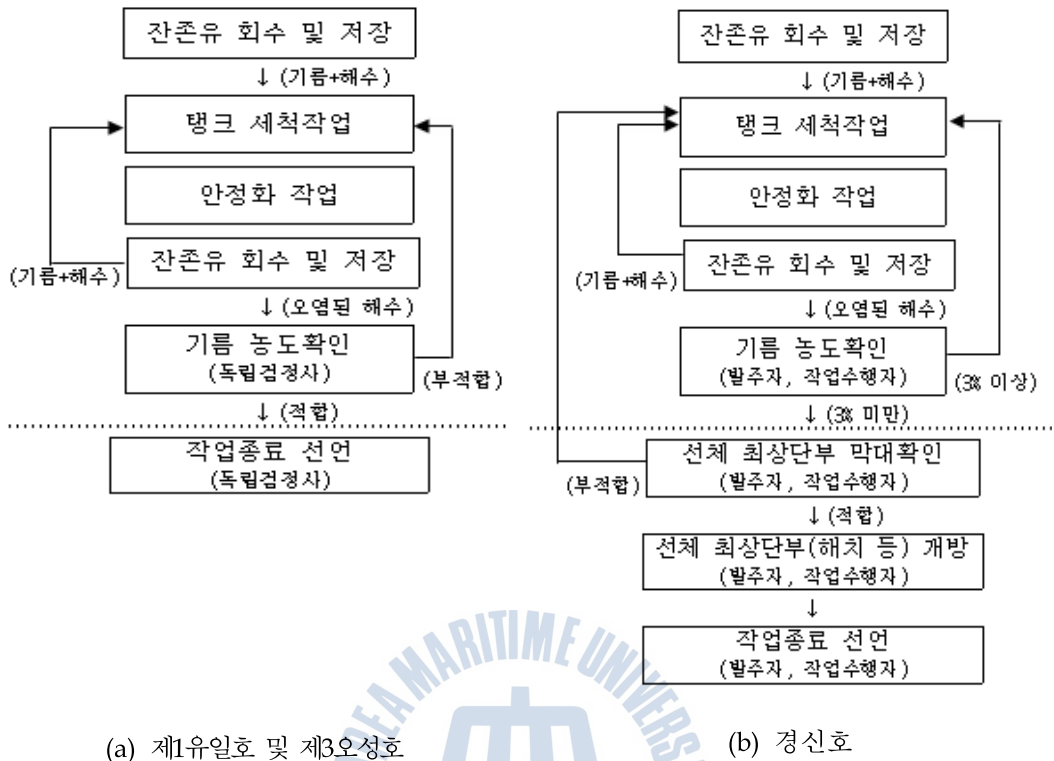 잔존유 회수 및 저장
↓ (기름+해수)
탱크 세척작업
안정화 작업
잔존유 회수 및 저장
(기름+해수)
↓ (오염된 해수)
기름 농도확인
(독립검정사)
(부적합)
↓ (적합)
작업종료 선언
(독립검정사)
(a) 제1유일호 및 제3오성호
잔존유 회수 및 저장
↓ (기름+해수)
탱크 세척작업
안정화 작업
잔존유 회수 및 저장
(기름+해수)
↓ (오염된 해수)
기름 농도확인
(발주자, 작업수행자)
(3% 이상)
↓ (3% 미만)
선체 최상단부 막대확인
(발주자, 작업수행자)
(부적합)
↓ (적합)
선체 최상단부(해치 등) 개방
(발주자, 작업수행자)
↓
작업종료 선언
(발주자, 작업수행자)
(b) 경신호